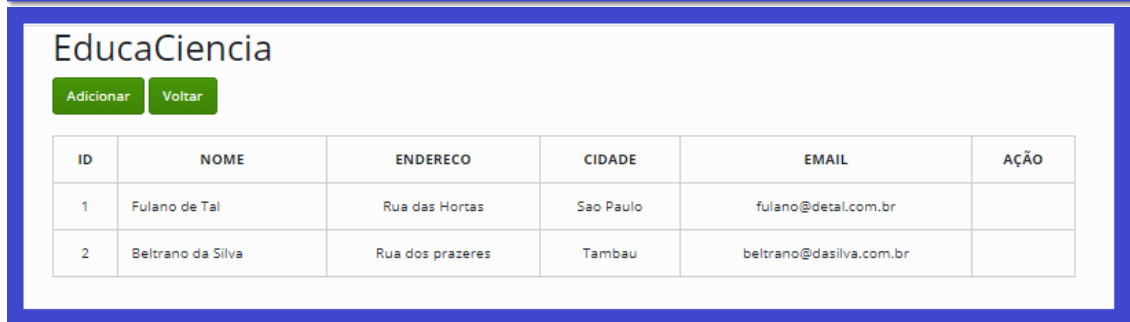 EducaCiencia
Adicionar Voltar
ID NOME ENDERECO CIDADE EMAIL AÇÃO
1 Fulano de Tal Rua das Hortas Sao Paulo fulano@detal.com.br
2 Beltrano da Silva Rua dos prazeres Tambau beltrano@dasilva.com.br